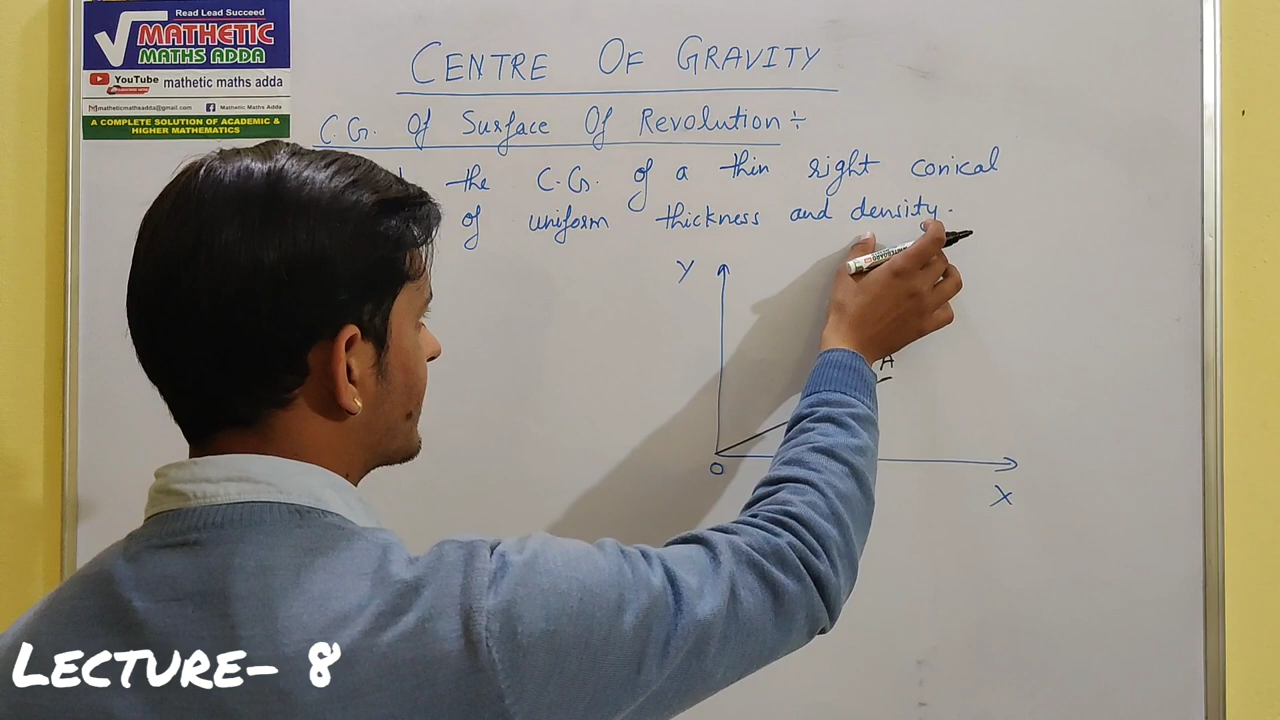 Read Lead Succeed
MATHETIC
MATHS ADDA
YouTube mathetic maths adda
matheticmathsadda@gmail.com Mathetic Maths Adda
A COMPLETE SOLUTION OF ACADEMIC &
HIGHER MATHEMATICS
CENTRE OF GRAVITY
C.G. Of Surface Of Revolution ÷
the C.G. of a thin right conical
of uniform thickness and density.
Y
A
O
X
LECTURE- 8